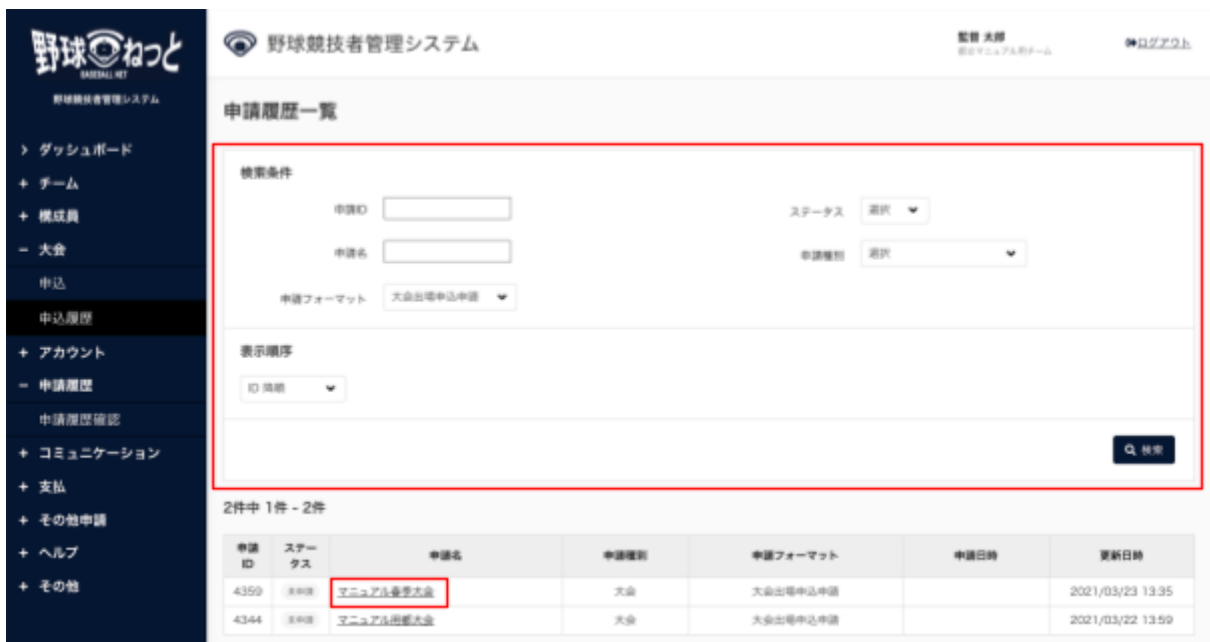 野球ねっと
BASEBALL NET
野球競技者管理システム
ダッシュボード
+ チーム
+ 構成員
− 大会
申込
申込履歴
+ アカウント
− 申請履歴
申請履歴確認
+ コミュニケーション
+ 支払
+ その他申請
+ ヘルプ
+ その他
野球競技者管理システム
監督 太郎
ログアウト
申請履歴一覧
検索条件
申請ID
ステータス 選択
申請名
申請種別 選択
申請フォーマット 大会出場申込申請
表示順序
ID 降順
検索
2件中 1件 - 2件
申請ID ステータス 申請名 申請種別 申請フォーマット 申請日時 更新日時
4359 未申請 マニュアル春季大会 大会 大会出場申込申請 2021/03/23 13:35
4344 未申請 大会 大会出場申込申請 2021/03/22 13:59